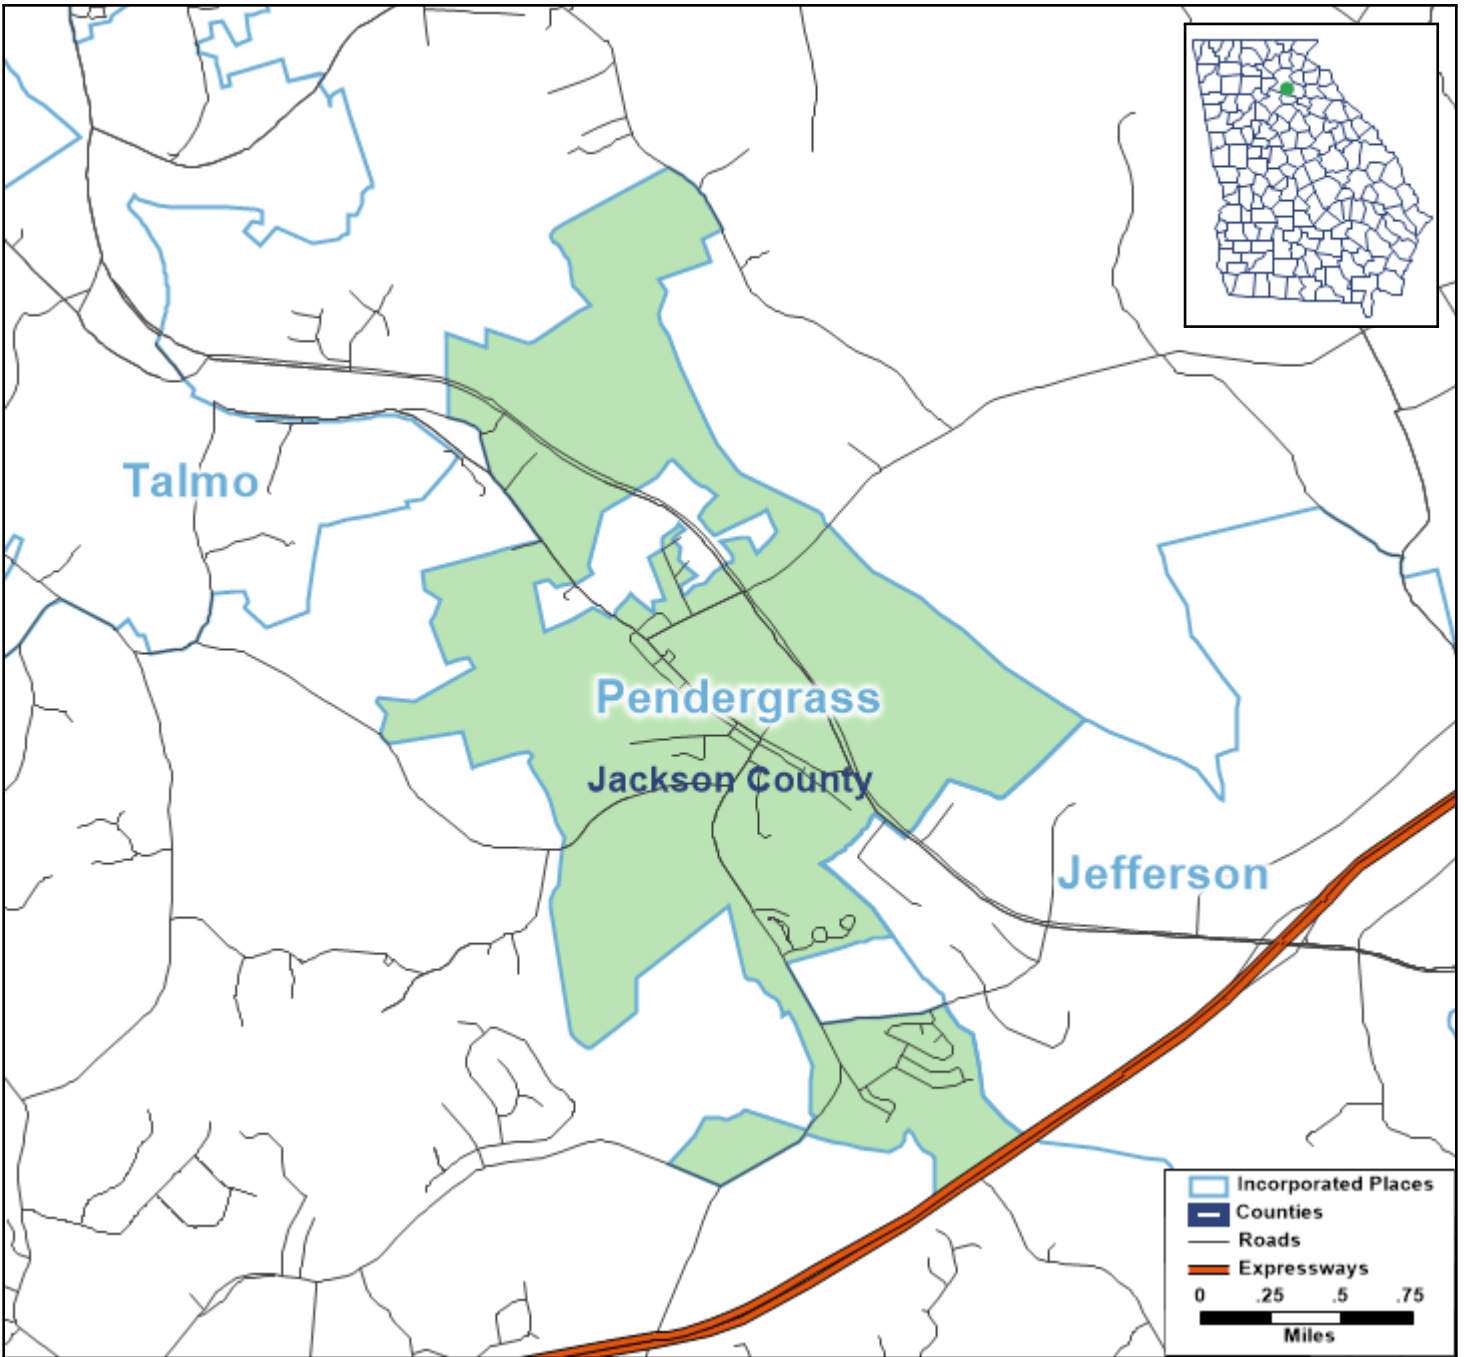 Talmo
Pendergrass
Jackson County
Jefferson
Incorporated Places
Counties
Roads
Expressways
0 .25 .5 .75
Miles